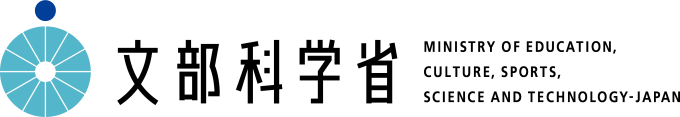 文部科学省
MINISTRY OF EDUCATION,
CULTURE, SPORTS,
SCIENCE AND TECHNOLOGY-JAPAN